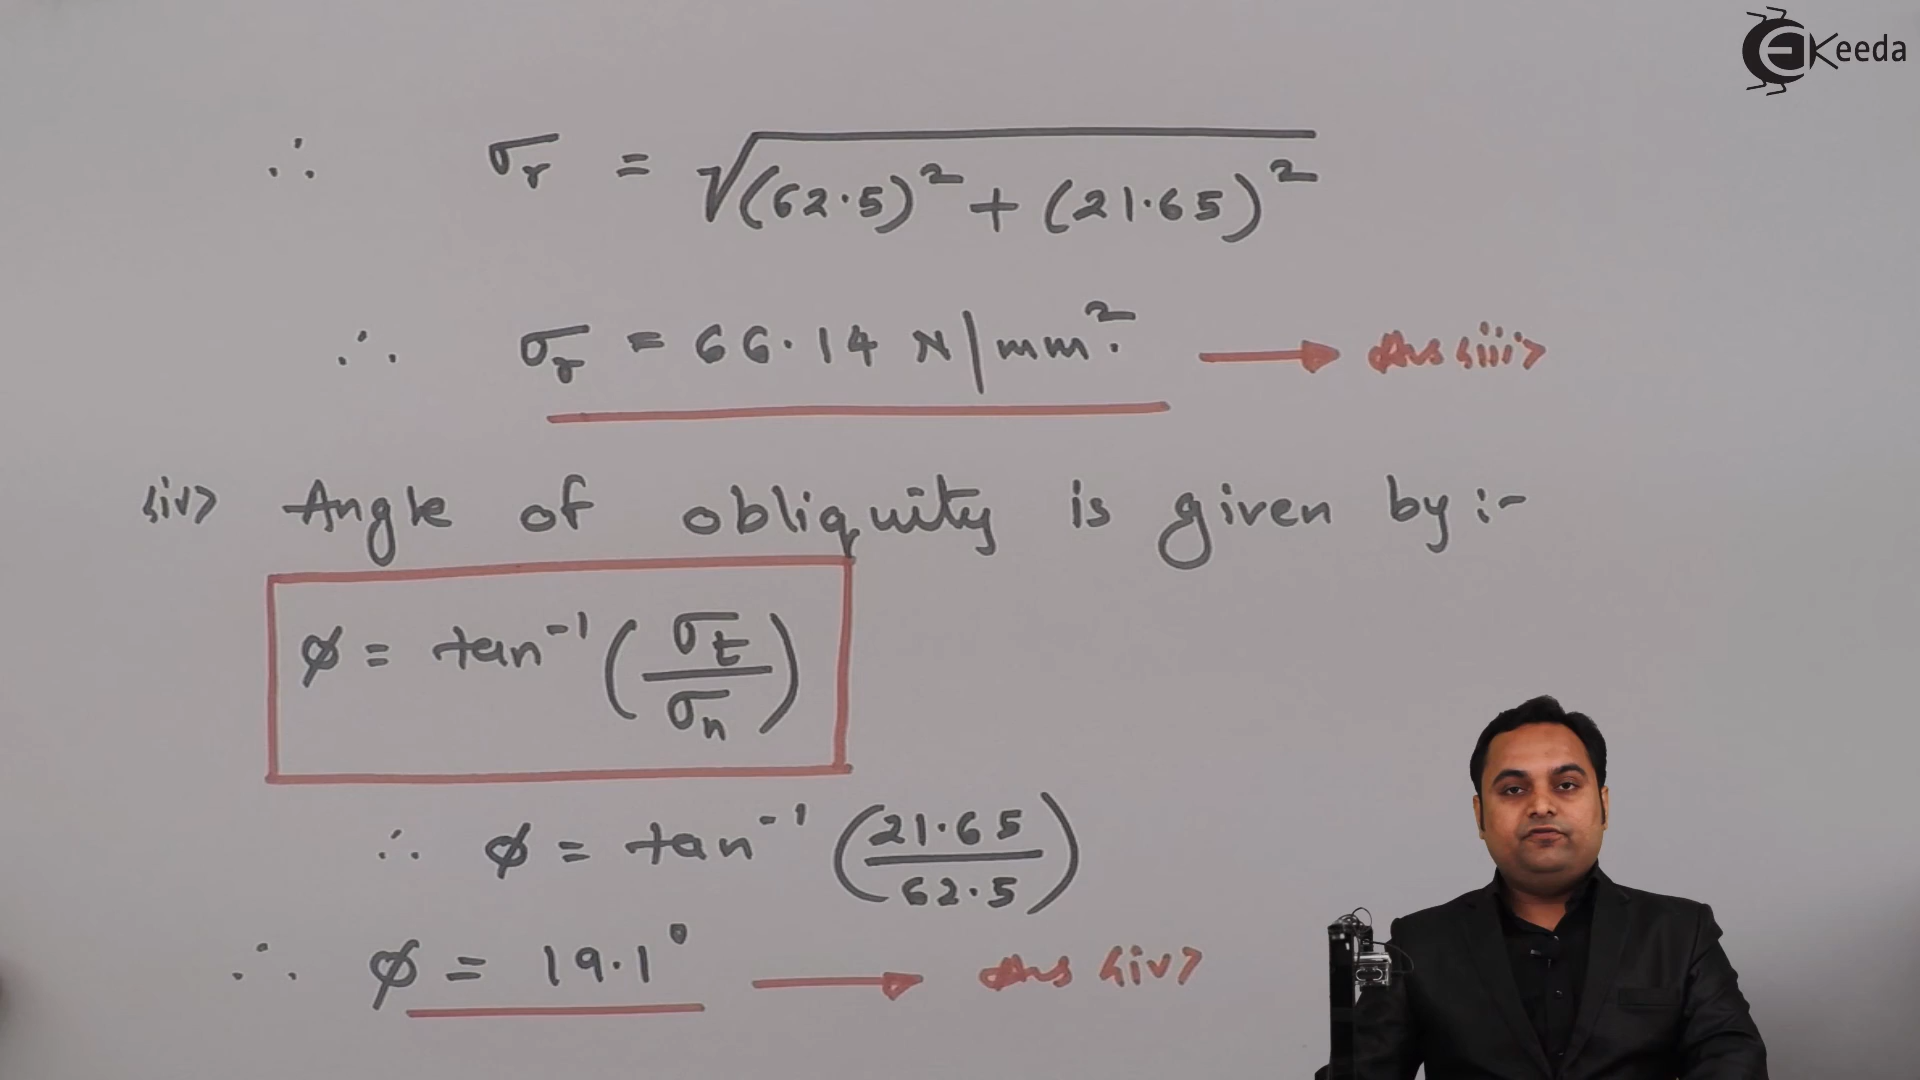 EKeeda
∴ σr = √(62.5)² + (21.65)²
∴ σr = 66.14 N/mm². → Ans <iii>
<iv> Angle of obliquity is given by :-
ø = tan⁻¹ (σt/σn)
∴ ø = tan⁻¹ (21.65/62.5)
∴ ø = 19.1° → Ans <iv>